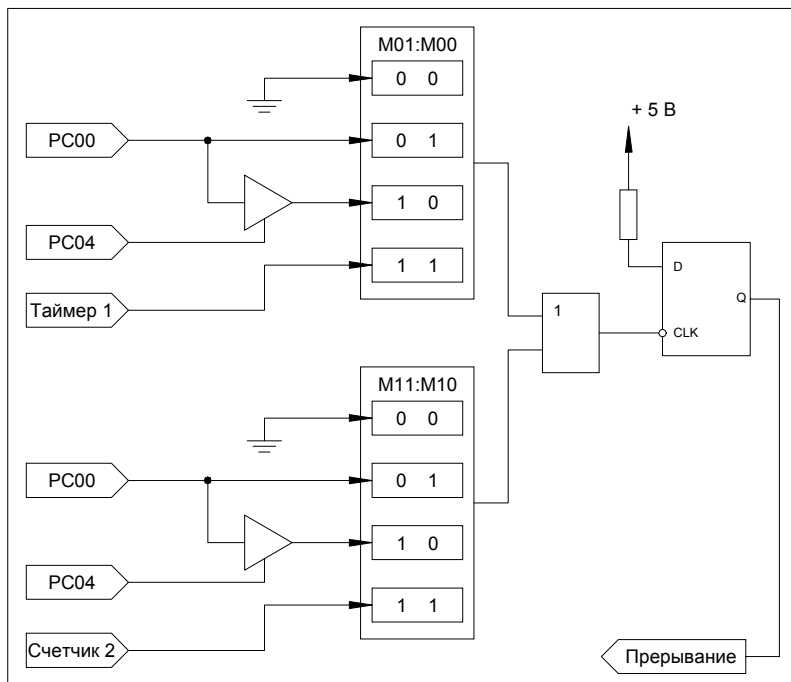 M01:M00
0 0
PC00
0 1
+ 5 В
1 0
PC04
1 1
Таймер 1
D
Q
1
CLK
M11:M10
0 0
PC00
0 1
1 0
PC04
1 1
Счетчик 2
Прерывание